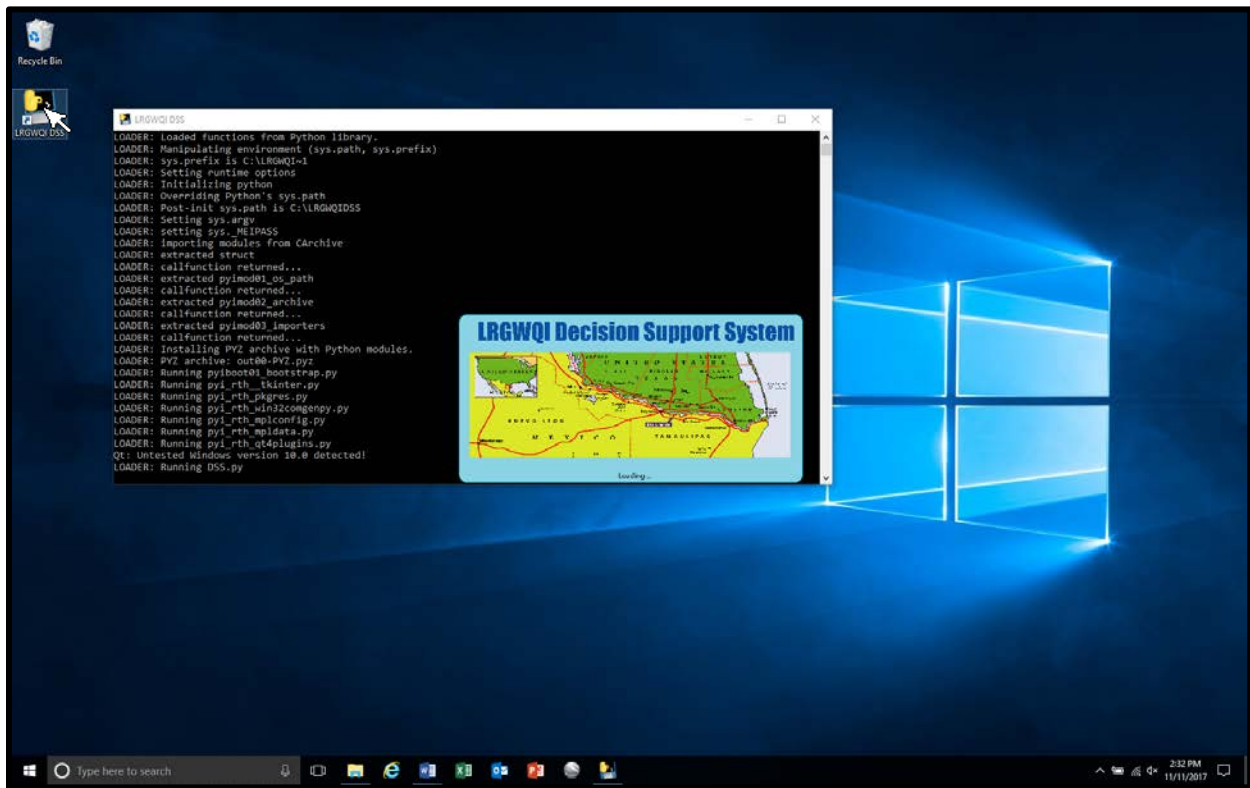 Recycle Bin
LRGWQI DSS
LRGWQI DSS
LOADER: Loaded functions from Python library.
LOADER: Manipulating environment (sys.path, sys.prefix)
LOADER: sys.prefix is C:\LRGWQI~1
LOADER: Setting runtime options
LOADER: Initializing python
LOADER: Overriding Python's sys.path
LOADER: Post-init sys.path is C:\LRGWQIDSS
LOADER: Setting sys.argv
LOADER: setting sys._MEIPASS
LOADER: importing modules from CArchive
LOADER: extracted struct
LOADER: callfunction returned...
LOADER: extracted pyimod01_os_path
LOADER: callfunction returned...
LOADER: extracted pyimod02_archive
LOADER: callfunction returned...
LOADER: extracted pyimod03_importers
LOADER: callfunction returned...
LOADER: Installing PYZ archive with Python modules.
LOADER: PYZ archive: out00-PYZ.pyz
LOADER: Running pyiboot01_bootstrap.py
LOADER: Running pyi_rth__tkinter.py
LOADER: Running pyi_rth_pkgres.py
LOADER: Running pyi_rth_win32comgenpy.py
LOADER: Running pyi_rth_mplconfig.py
LOADER: Running pyi_rth_mpldata.py
LOADER: Running pyi_rth_qt4plugins.py
Qt: Untested Windows version 10.0 detected!
LOADER: Running DSS.py
LRGWQI Decision Support System
UNITED STATES
TEXAS
NUEVO LEON
MEXICO
TAMAULIPAS
Loading...
Type here to search
2:32 PM
11/11/2017